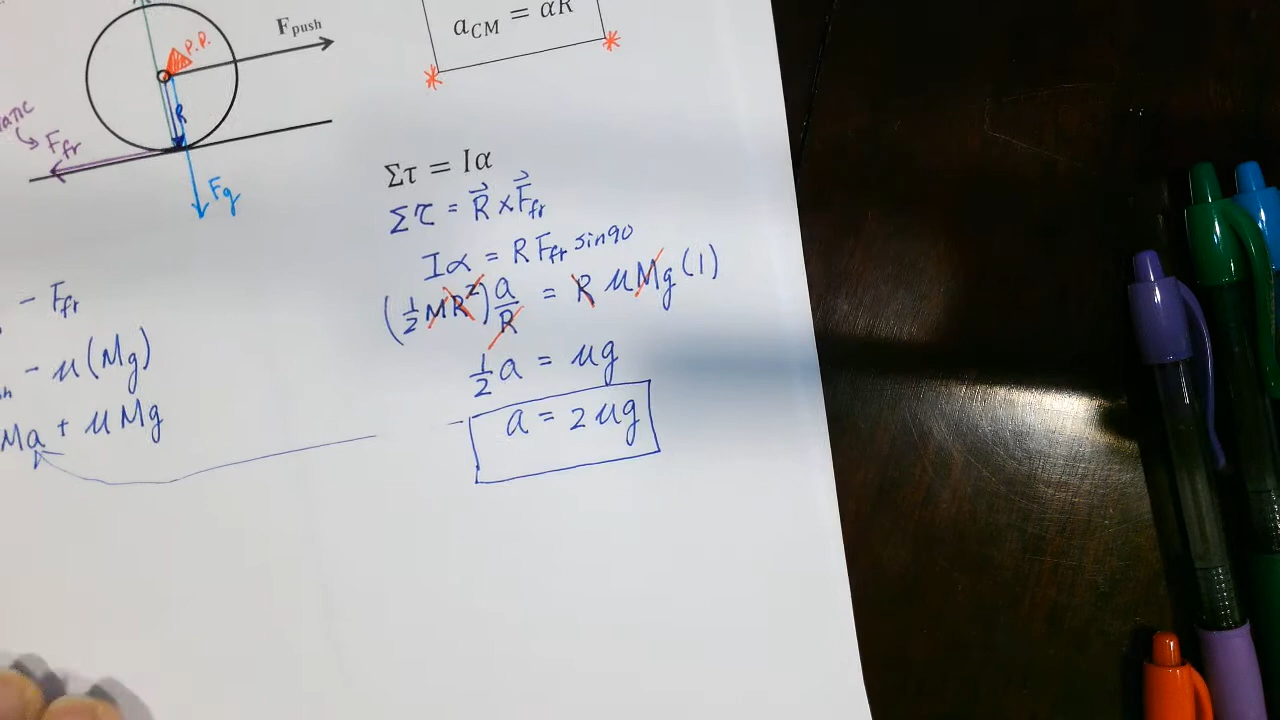 F push
P.P.
R
F fr
F g
a CM = αR
Στ = Iα
Στ = R⃗ × F⃗ fr
Iα = R F fr sin90
(½MR²) a/R = R μMg (1)
½a = μg
a = 2μg
- F fr
- μ(Mg)
Ma + μMg